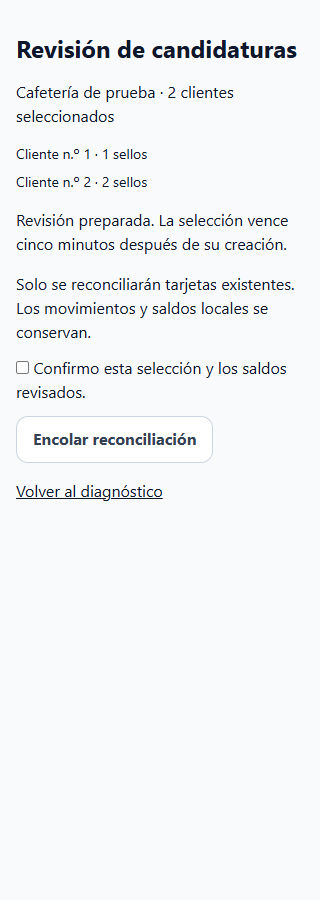 Revisión de candidaturas
Cafetería de prueba · 2 clientes
seleccionados
Cliente n.º 1 · 1 sellos
Cliente n.º 2 · 2 sellos
Revisión preparada. La selección vence
cinco minutos después de su creación.
Solo se reconciliarán tarjetas existentes.
Los movimientos y saldos locales se
conservan.
Confirmo esta selección y los saldos
revisados.
Encolar reconciliación
Volver al diagnóstico